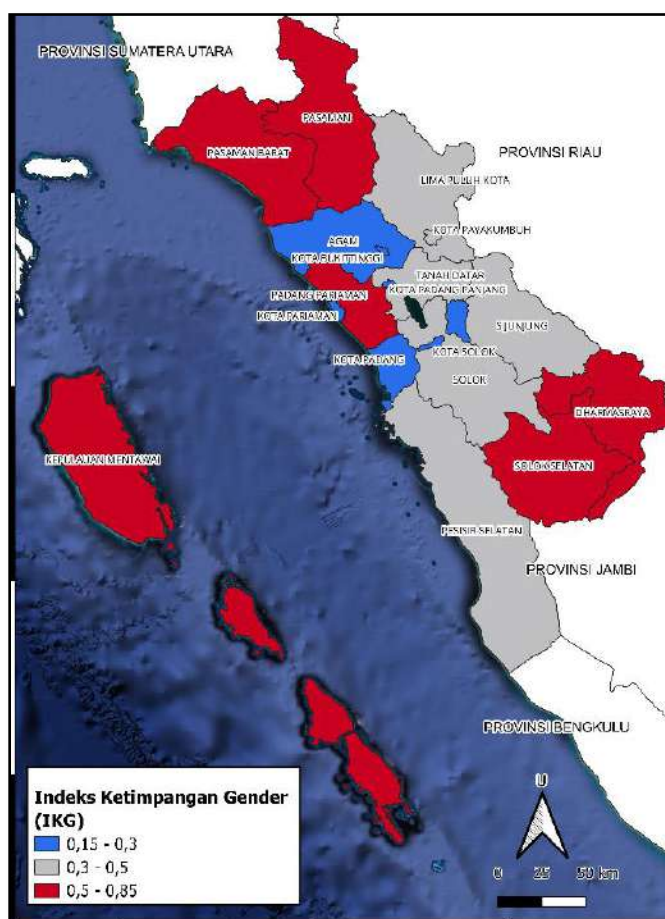 PROVINSI SUMATERA UTARA
PASAMAN
PASAMAN BARAT
PROVINSI RIAU
LIMA PULUH KOTA
KOTA PAYAKUMBUH
AGAM
KOTA BUKITTINGGI
TANAH DATAR
KOTA PADANG PANJANG
PADANG PARIAMAN
KOTA PARIAMAN
SIJUNJUNG
KOTA SOLOK
KOTA PADANG
SOLOK
DHARMASRAYA
KEPULAUAN MENTAWAI
SOLOK SELATAN
PESISIR SELATAN
PROVINSI JAMBI
PROVINSI BENGKULU
Indeks Ketimpangan Gender
(IKG)
0,15 - 0,3
0,3 - 0,5
0,5 - 0,85
U
0 25 50 km